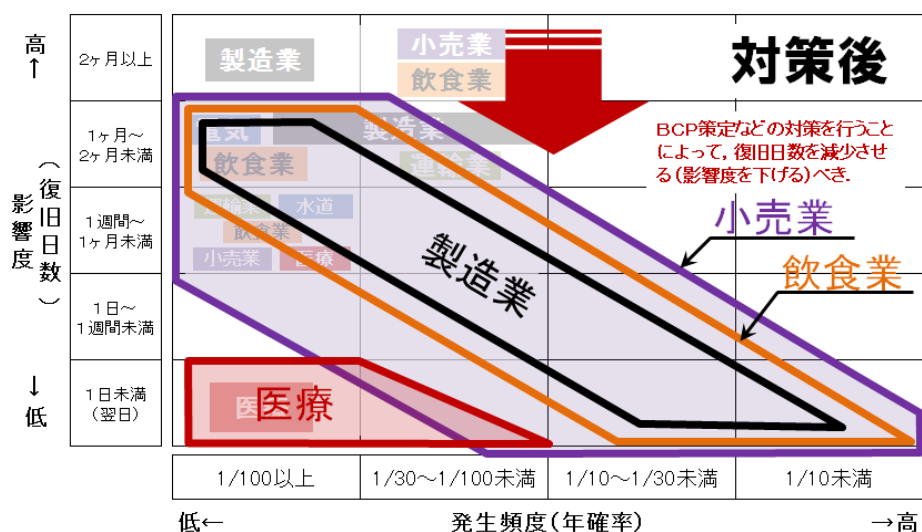 高
↑
影響度
（復旧日数）
↓
低
2ヶ月以上
1ヶ月～
2ヶ月未満
1週間～
1ヶ月未満
1日～
1週間未満
1日未満
(翌日)
製造業
小売業
飲食業
対策後
BCP策定などの対策を行うこと
によって，復旧日数を減少させ
る(影響度を下げる)べき.
電気
製造業
飲食業
運輸業
運輸業
水道
飲食業
小売業
医療
製造業
小売業
飲食業
医療
1/100以上
1/30～1/100未満
1/10～1/30未満
1/10未満
低←
発生頻度(年確率)
→高